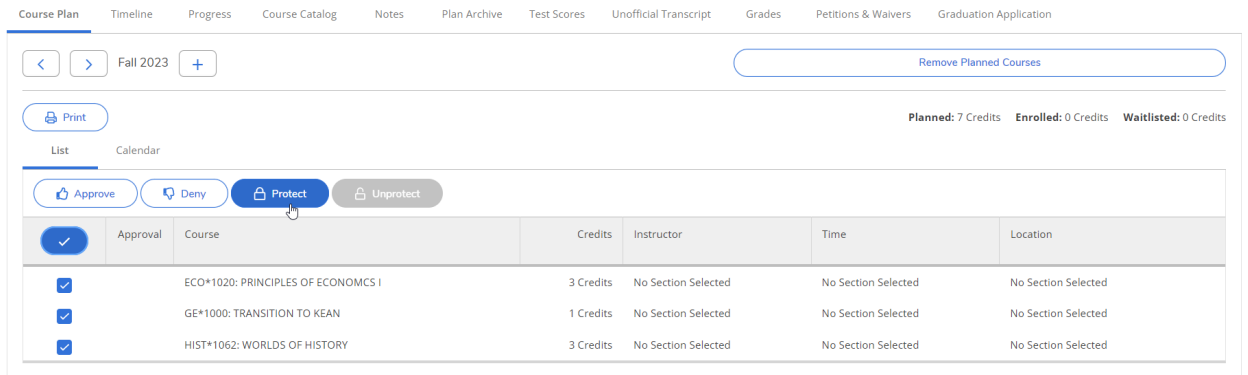 Course Plan Timeline Progress Course Catalog Notes Plan Archive Test Scores Unofficial Transcript Grades Petitions & Waivers Graduation Application
Fall 2023 Remove Planned Courses
Print Planned: 7 Credits Enrolled: 0 Credits Waitlisted: 0 Credits
List Calendar
Approve Deny Protect Unprotect
Approval Course Credits Instructor Time Location
ECO*1020: PRINCIPLES OF ECONOMCS I 3 Credits No Section Selected No Section Selected No Section Selected
GE*1000: TRANSITION TO KEAN 1 Credits No Section Selected No Section Selected No Section Selected
HIST*1062: WORLDS OF HISTORY 3 Credits No Section Selected No Section Selected No Section Selected